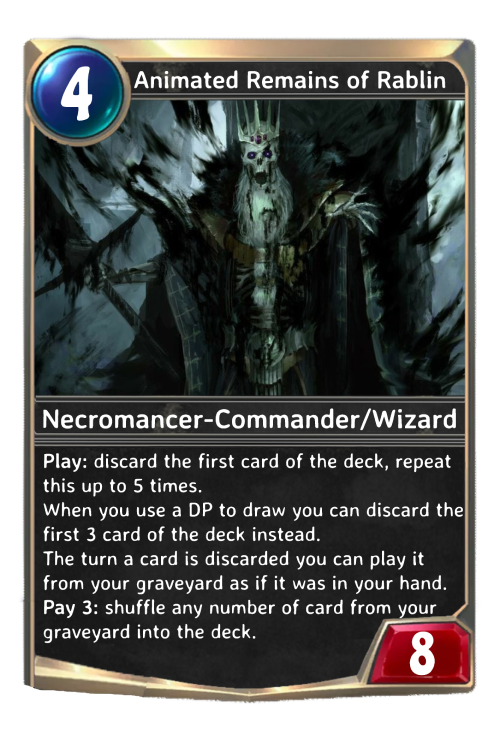 4
Animated Remains of Rablin
Necromancer-Commander/Wizard
Play: discard the first card of the deck, repeat
this up to 5 times.
When you use a DP to draw you can discard the
first 3 card of the deck instead.
The turn a card is discarded you can play it
from your graveyard as if it was in your hand.
Pay 3: shuffle any number of card from your
graveyard into the deck.
8